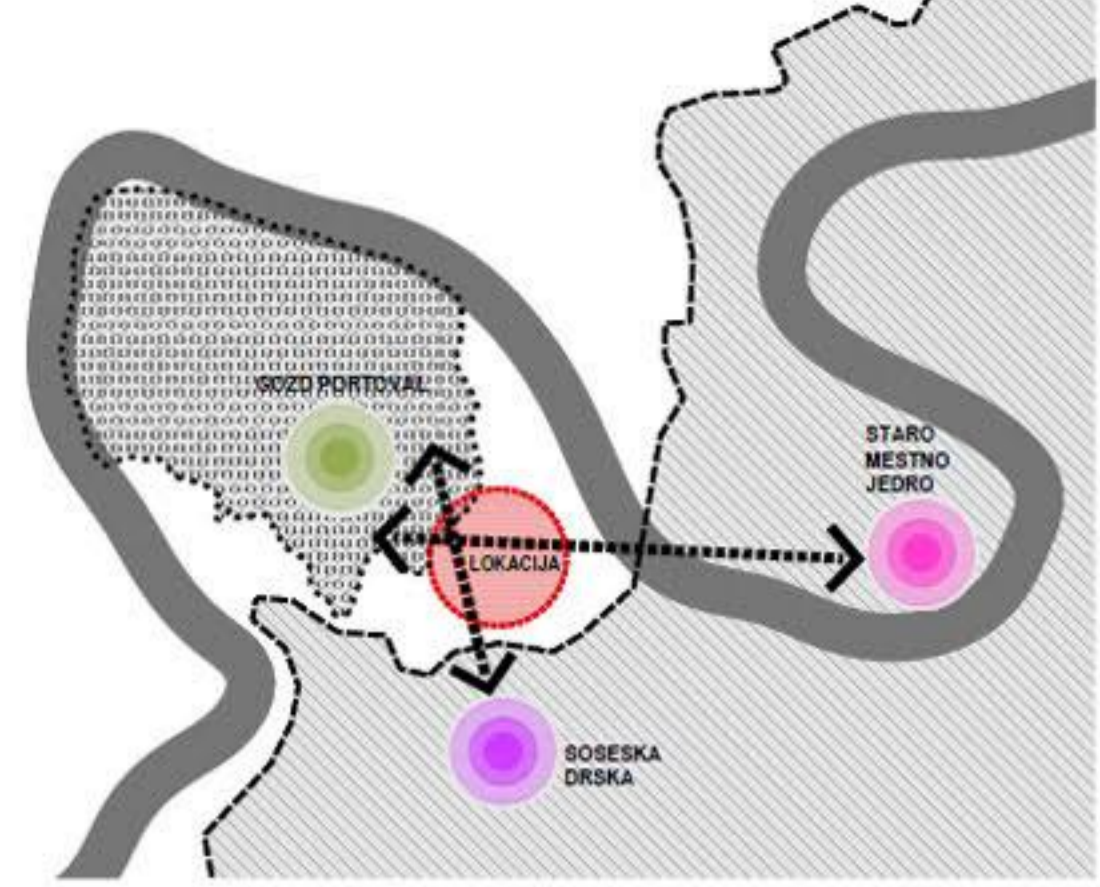 GOZD PORTOVAL
STARO
MESTNO
JEDRO
LOKACIJA
SOSESKA
DRSKA